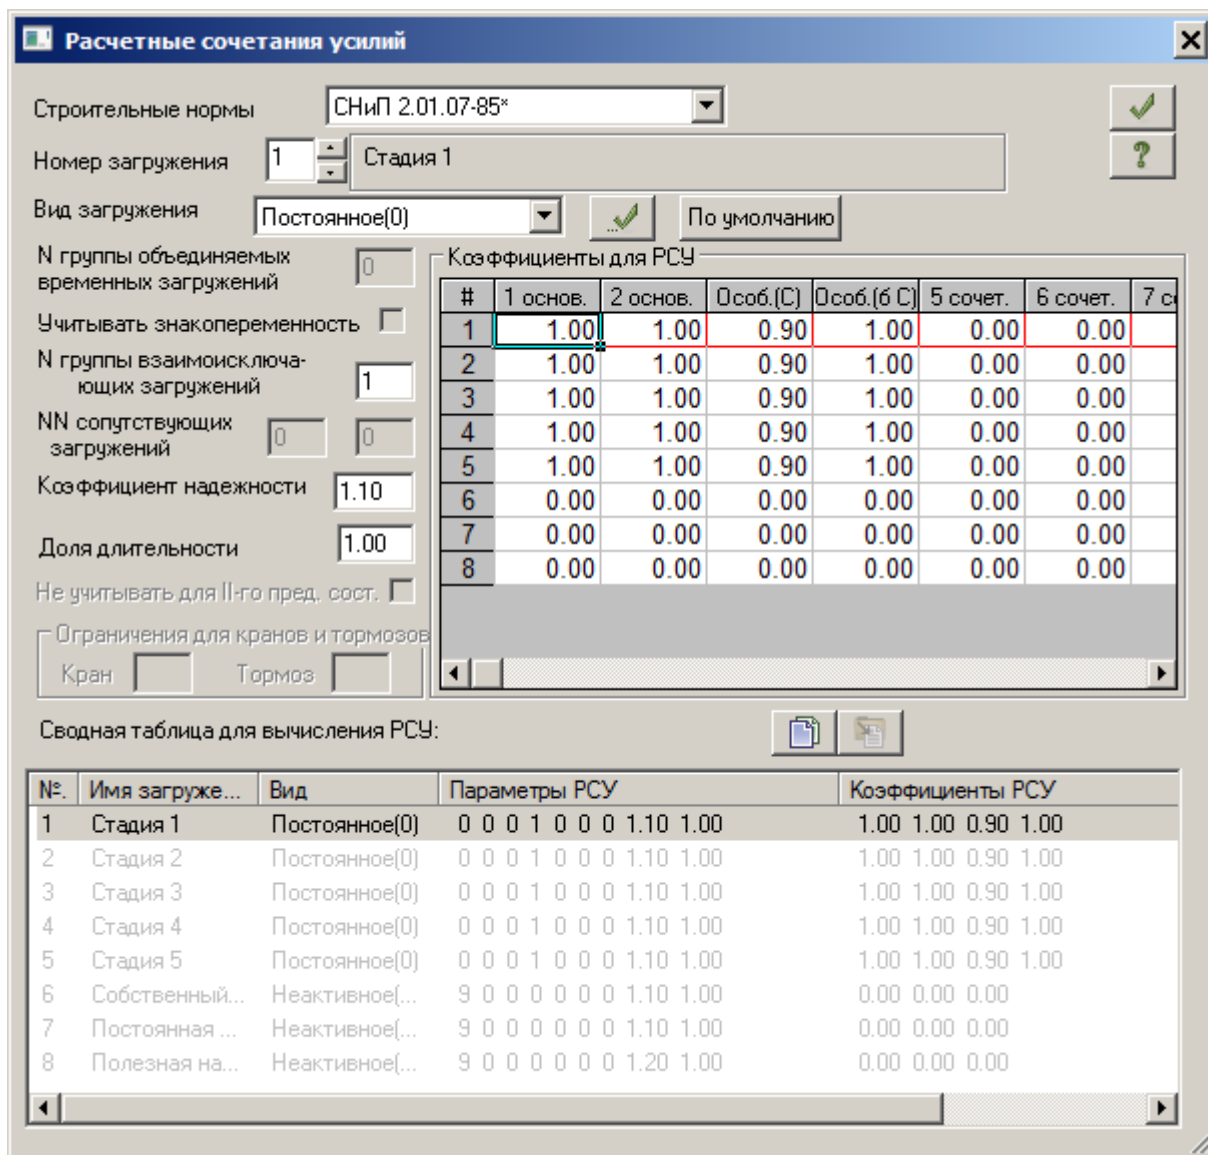 Расчетные сочетания усилий
Строительные нормы СНиП 2.01.07-85*
Номер загружения 1 Стадия 1
Вид загружения Постоянное(0) По умолчанию
N группы объединяемых
временных загружений 0
Учитывать знакопеременность
N группы взаимоисключа-
ющих загружений 1
NN сопутствующих
загружений 0 0
Коэффициент надежности 1.10
Доля длительности 1.00
Не учитывать для II-го пред. сост.
Ограничения для кранов и тормозов
Кран Тормоз
Коэффициенты для РСУ
# 1 основ. 2 основ. Особ.(С) Особ.(б С) 5 сочет. 6 сочет. 7 со
1 1.00 1.00 0.90 1.00 0.00 0.00
2 1.00 1.00 0.90 1.00 0.00 0.00
3 1.00 1.00 0.90 1.00 0.00 0.00
4 1.00 1.00 0.90 1.00 0.00 0.00
5 1.00 1.00 0.90 1.00 0.00 0.00
6 0.00 0.00 0.00 0.00 0.00 0.00
7 0.00 0.00 0.00 0.00 0.00 0.00
8 0.00 0.00 0.00 0.00 0.00 0.00
Сводная таблица для вычисления РСУ:
№. Имя загруже... Вид Параметры РСУ Коэффициенты РСУ
1 Стадия 1 Постоянное(0) 0 0 0 1 0 0 0 1.10 1.00 1.00 1.00 0.90 1.00
2 Стадия 2 Постоянное(0) 0 0 0 1 0 0 0 1.10 1.00 1.00 1.00 0.90 1.00
3 Стадия 3 Постоянное(0) 0 0 0 1 0 0 0 1.10 1.00 1.00 1.00 0.90 1.00
4 Стадия 4 Постоянное(0) 0 0 0 1 0 0 0 1.10 1.00 1.00 1.00 0.90 1.00
5 Стадия 5 Постоянное(0) 0 0 0 1 0 0 0 1.10 1.00 1.00 1.00 0.90 1.00
6 Собственный... Неактивное(... 9 0 0 0 0 0 0 1.10 1.00 0.00 0.00 0.00
7 Постоянная ... Неактивное(... 9 0 0 0 0 0 0 1.10 1.00 0.00 0.00 0.00
8 Полезная на... Неактивное(... 9 0 0 0 0 0 0 1.20 1.00 0.00 0.00 0.00